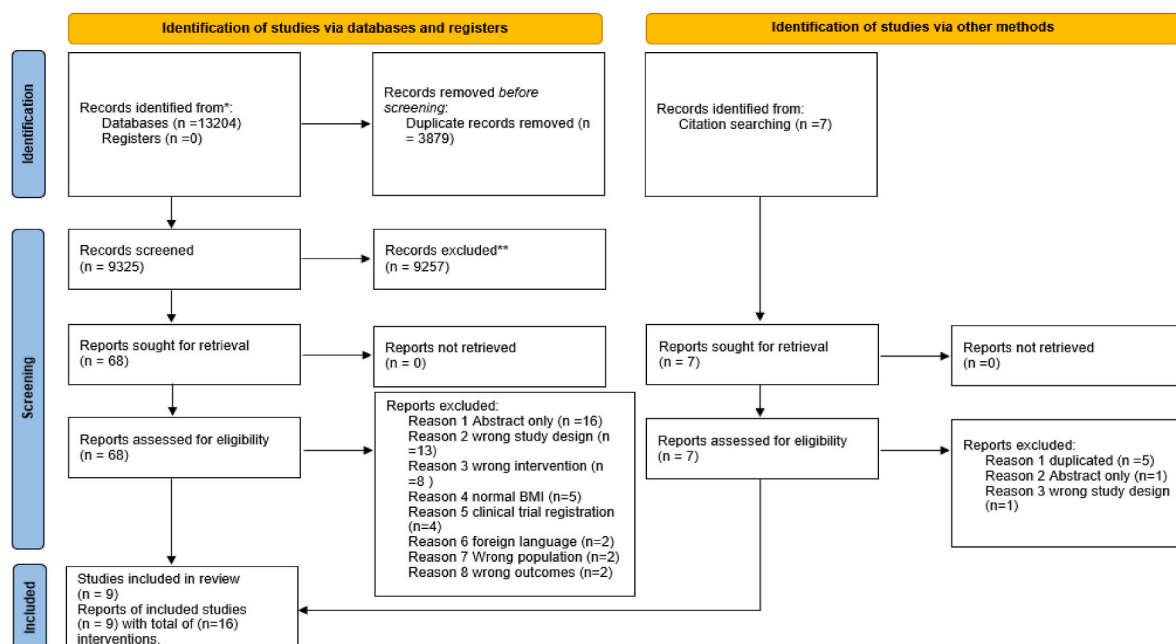 Identification of studies via databases and registers
Identification of studies via other methods
Identification
Records identified from*:
Databases (n =13204)
Registers (n =0)
Records removed before
screening:
Duplicate records removed (n
= 3879)
Records identified from:
Citation searching (n =7)
Screening
Records screened
(n = 9325)
Records excluded**
(n = 9257)
Reports sought for retrieval
(n = 68)
Reports not retrieved
(n = 0)
Reports sought for retrieval
(n = 7)
Reports not retrieved
(n =0)
Reports assessed for eligibility
(n = 68)
Reports excluded:
Reason 1 Abstract only (n =16)
Reason 2 wrong study design (n
=13)
Reason 3 wrong intervention (n
=8 )
Reason 4 normal BMI (n=5)
Reason 5 clinical trial registration
(n=4)
Reason 6 foreign language (n=2)
Reason 7 Wrong population (n=2)
Reason 8 wrong outcomes (n=2)
Reports assessed for eligibility
(n = 7)
Reports excluded:
Reason 1 duplicated (n =5)
Reason 2 Abstract only (n=1)
Reason 3 wrong study design
(n=1)
Included
Studies included in review
(n = 9)
Reports of included studies
(n = 9) with total of (n=16)
interventions.